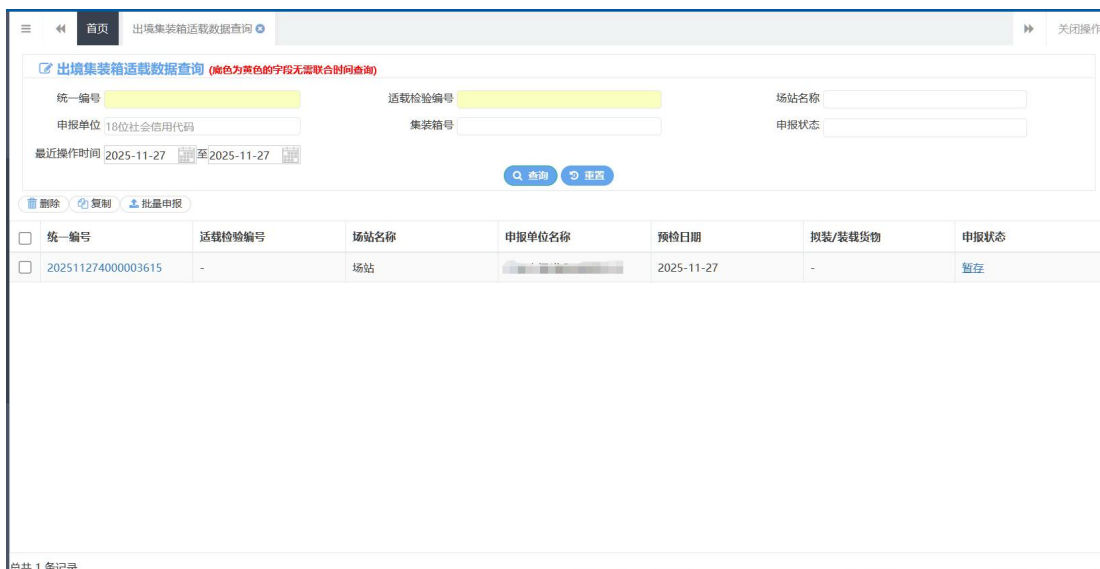 首页 出境集装箱适载数据查询 关闭操作
出境集装箱适载数据查询 (底色为黄色的字段无需联合时间查询)
统一编号 适载检验编号 场站名称
申报单位 18位社会信用代码 集装箱号 申报状态
最近操作时间 2025-11-27 至 2025-11-27
查询 重置
删除 复制 批量申报
统一编号 适载检验编号 场站名称 申报单位名称 预检日期 拟装/装载货物 申报状态
202511274000003615 - 场站 2025-11-27 - 暂存
总共 1 条记录